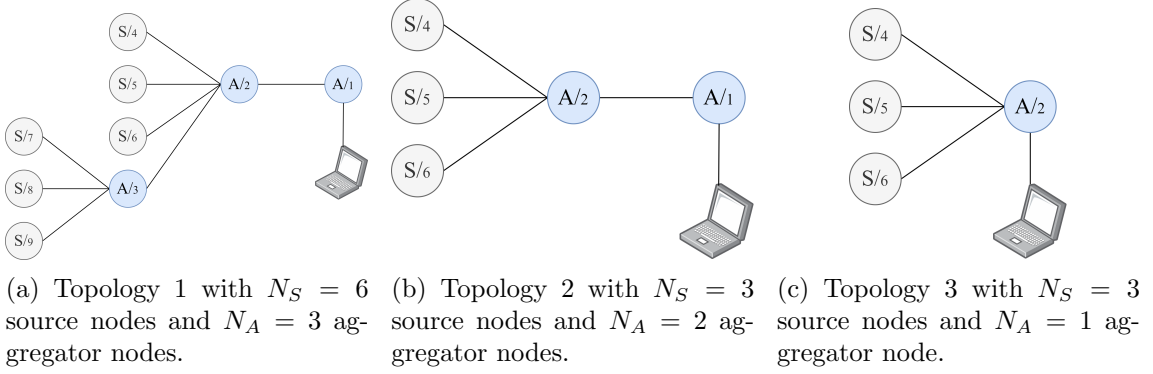 S/4
S/5
S/6
A/2
A/1
S/7
S/8
S/9
A/3
(a) Topology 1 with N_S = 6
source nodes and N_A = 3 ag-
gregator nodes.
S/4
S/5
S/6
A/2
A/1
(b) Topology 2 with N_S = 3
source nodes and N_A = 2 ag-
gregator nodes.
S/4
S/5
S/6
A/2
(c) Topology 3 with N_S = 3
source nodes and N_A = 1 ag-
gregator node.